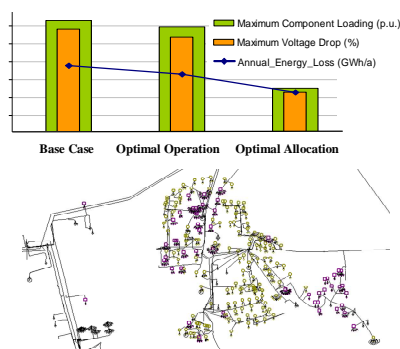 Maximum Component Loading (p.u.)
Maximum Voltage Drop (%)
Annual_Energy_Loss (GWh/a)
Base Case Optimal Operation Optimal Allocation